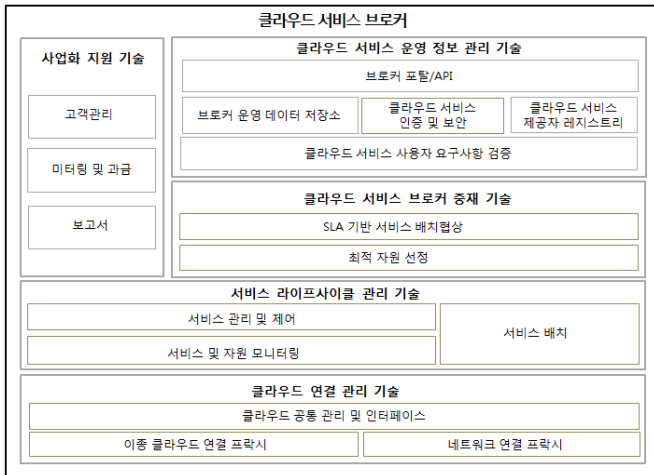 클라우드 서비스 브로커
사업화 지원 기술
고객관리
미터링 및 과금
보고서
클라우드 서비스 운영 정보 관리 기술
브로커 포탈/API
브로커 운영 데이터 저장소
클라우드 서비스
인증 및 보안
클라우드 서비스
제공자 레지스트리
클라우드 서비스 사용자 요구사항 검증
클라우드 서비스 브로커 중재 기술
SLA 기반 서비스 배치협상
최적 자원 선정
서비스 라이프사이클 관리 기술
서비스 관리 및 제어
서비스 및 자원 모니터링
서비스 배치
클라우드 연결 관리 기술
클라우드 공통 관리 및 인터페이스
이종 클라우드 연결 프락시
네트워크 연결 프락시